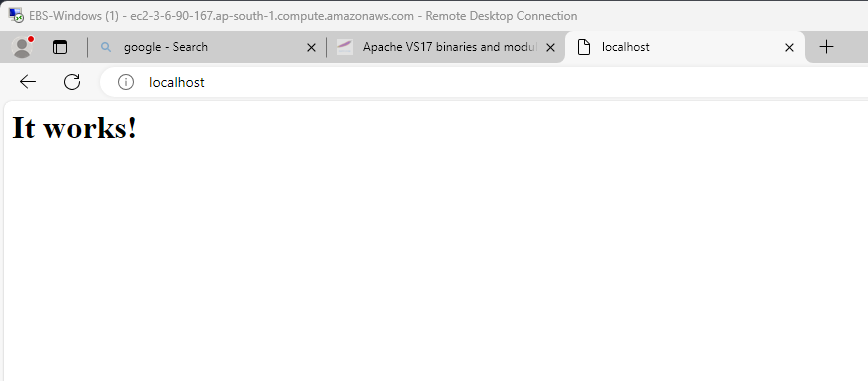 EBS-Windows (1) - ec2-3-6-90-167.ap-south-1.compute.amazonaws.com - Remote Desktop Connection
google - Search
Apache VS17 binaries and modul
localhost
localhost
It works!